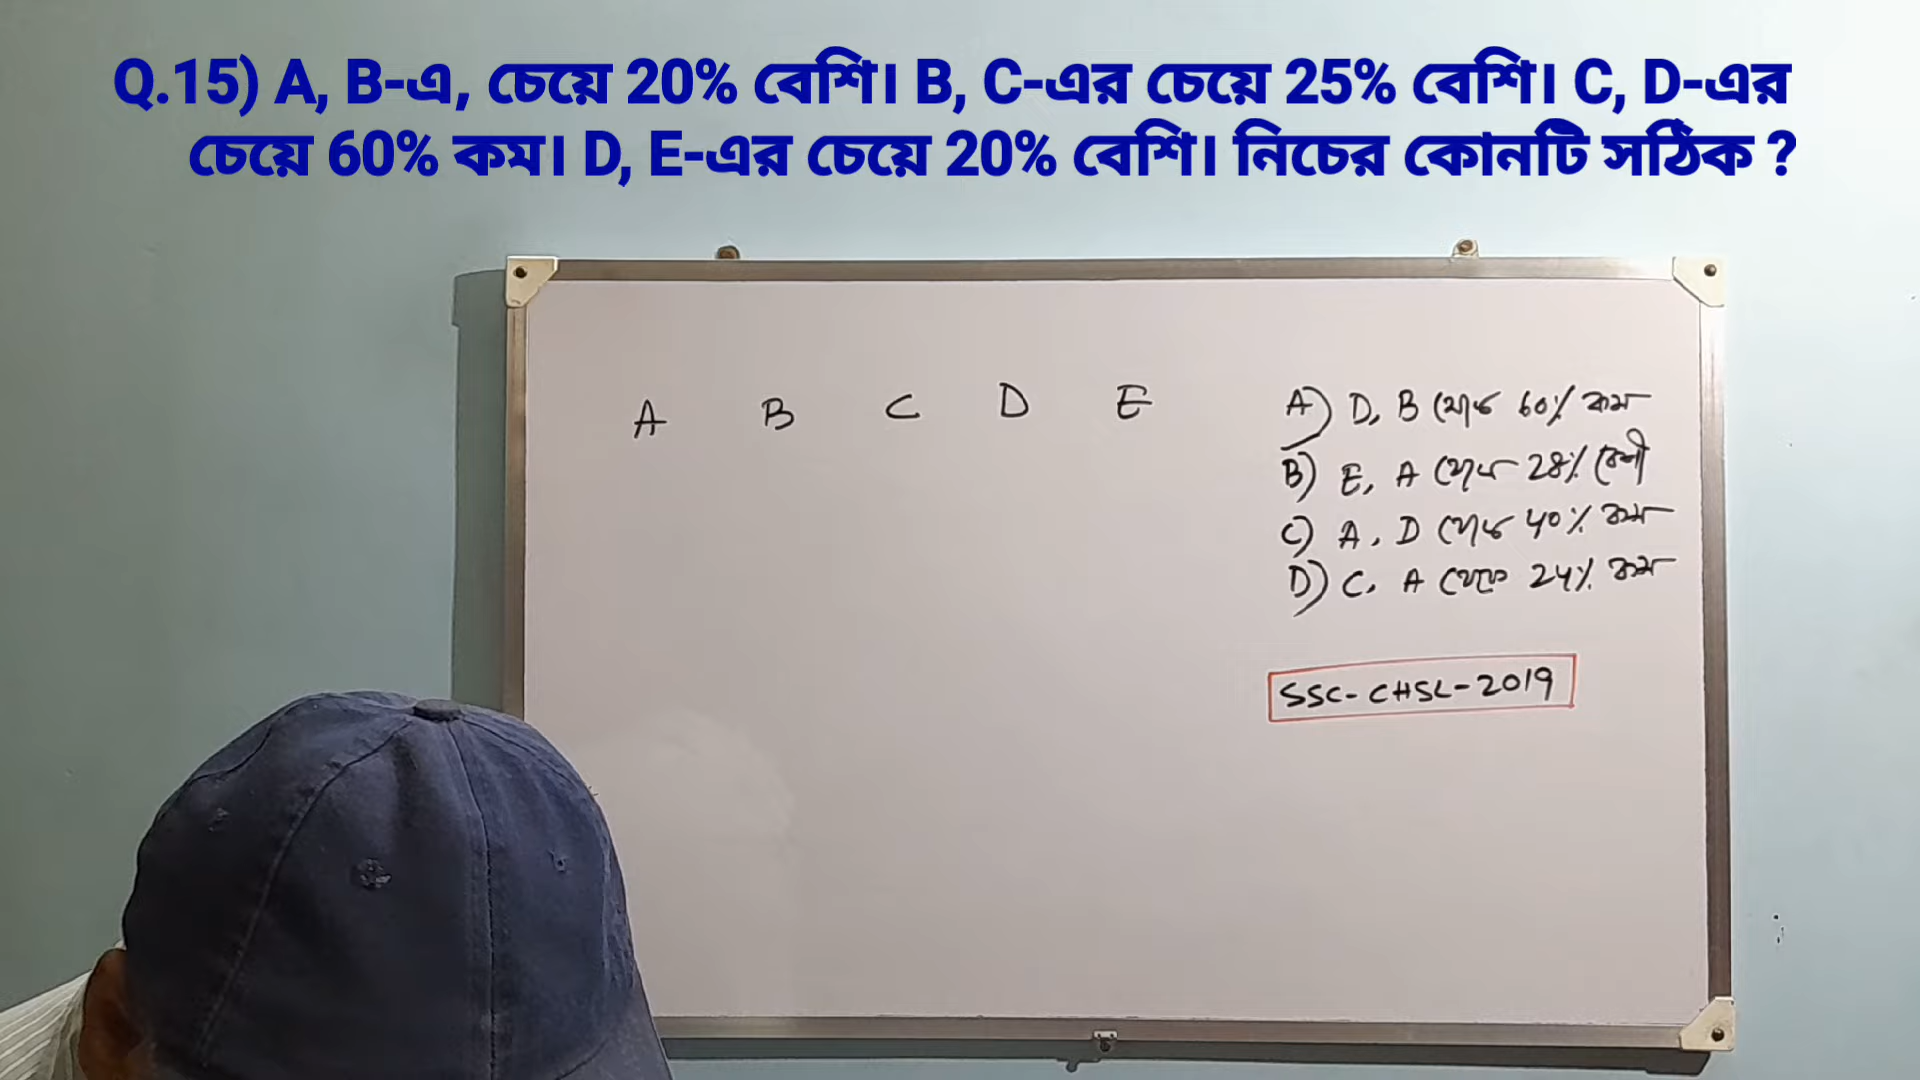 Q.15) A, B-এ, চেয়ে 20% বেশি। B, C-এর চেয়ে 25% বেশি। C, D-এর
চেয়ে 60% কম। D, E-এর চেয়ে 20% বেশি। নিচের কোনটি সঠিক ?
A B C D E
A) D, B থেকে 60% কম
B) E, A থেকে 28% বেশী
C) A, D থেকে 40% কম
D) C, A থেকে 24% কম
SSC-CHSL-2019